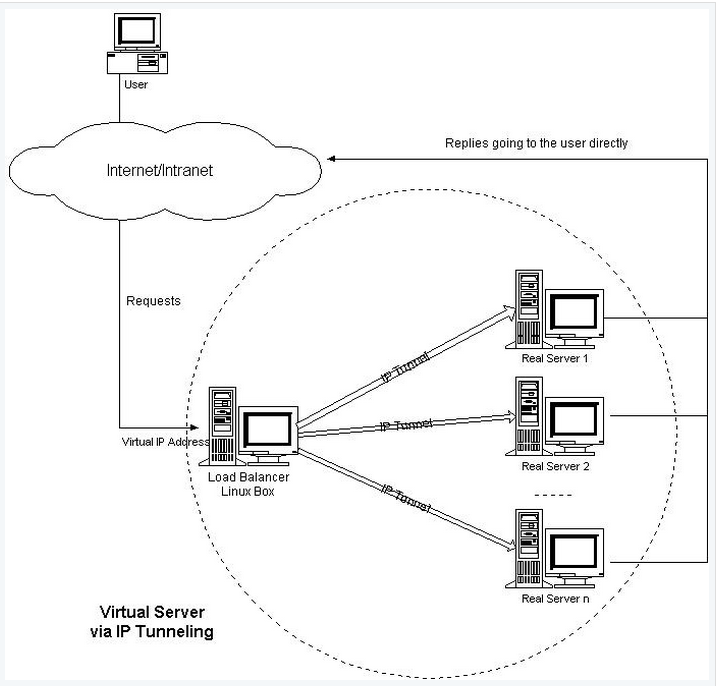 User
Internet/Intranet
Replies going to the user directly
Requests
Virtual IP Address
Load Balancer
Linux Box
IP Tunnel
IP Tunnel
IP Tunnel
Real Server 1
Real Server 2
Real Server n
Virtual Server
via IP Tunneling